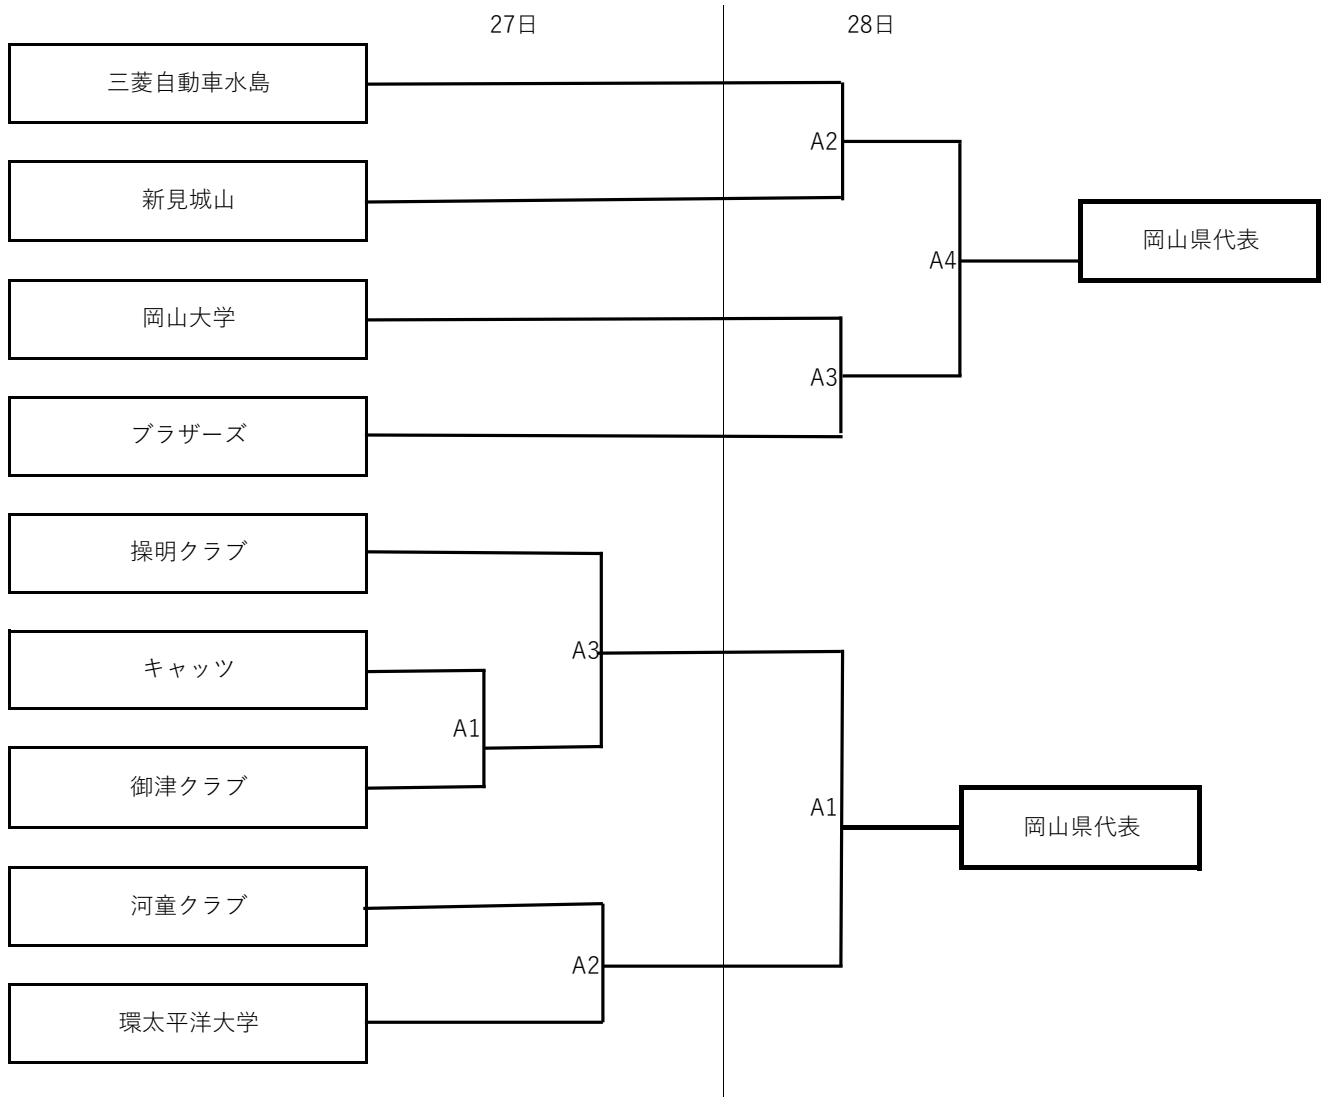 27日
28日
三菱自動車水島
A2
新見城山
岡山県代表
A4
岡山大学
A3
ブラザーズ
操明クラブ
A3
キャッツ
A1
御津クラブ
A1
岡山県代表
河童クラブ
A2
環太平洋大学